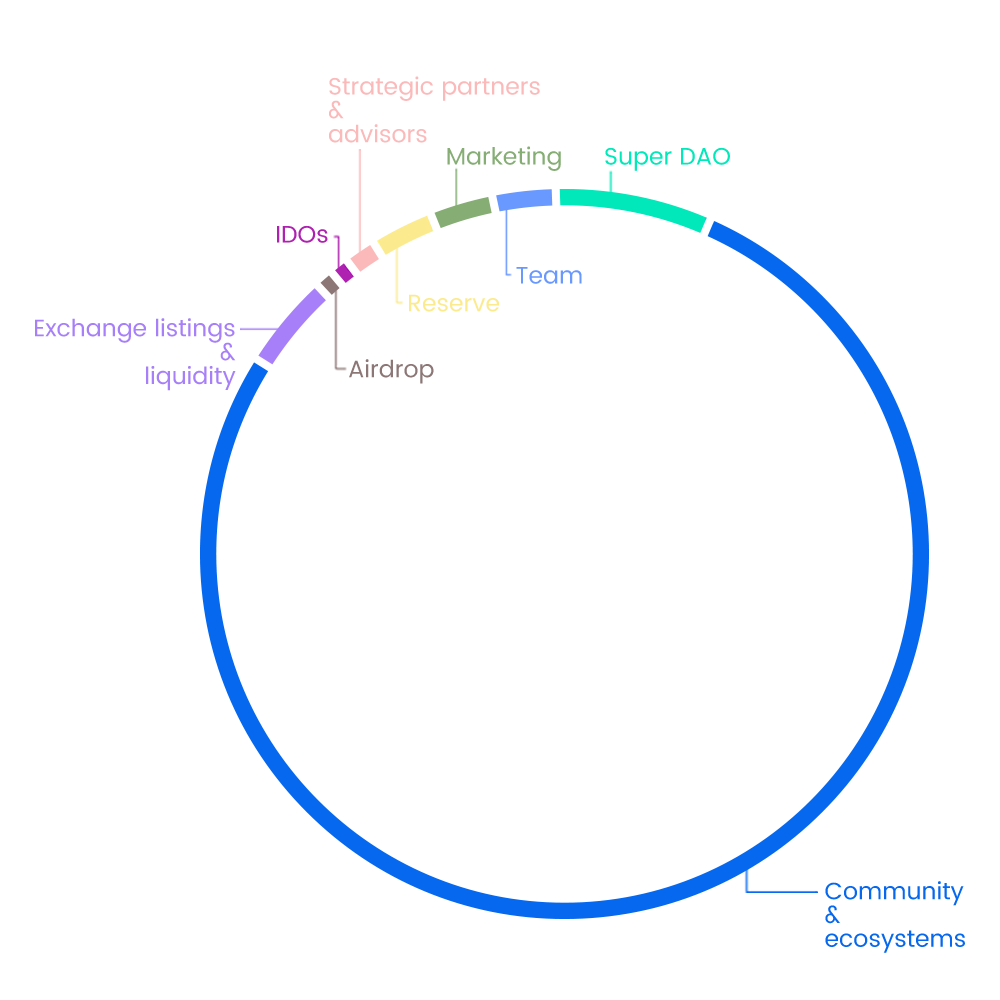 Strategic partners
&
advisors
Marketing
Super DAO
IDOs
Team
Reserve
Exchange listings
&
liquidity
Airdrop
Community
&
ecosystems